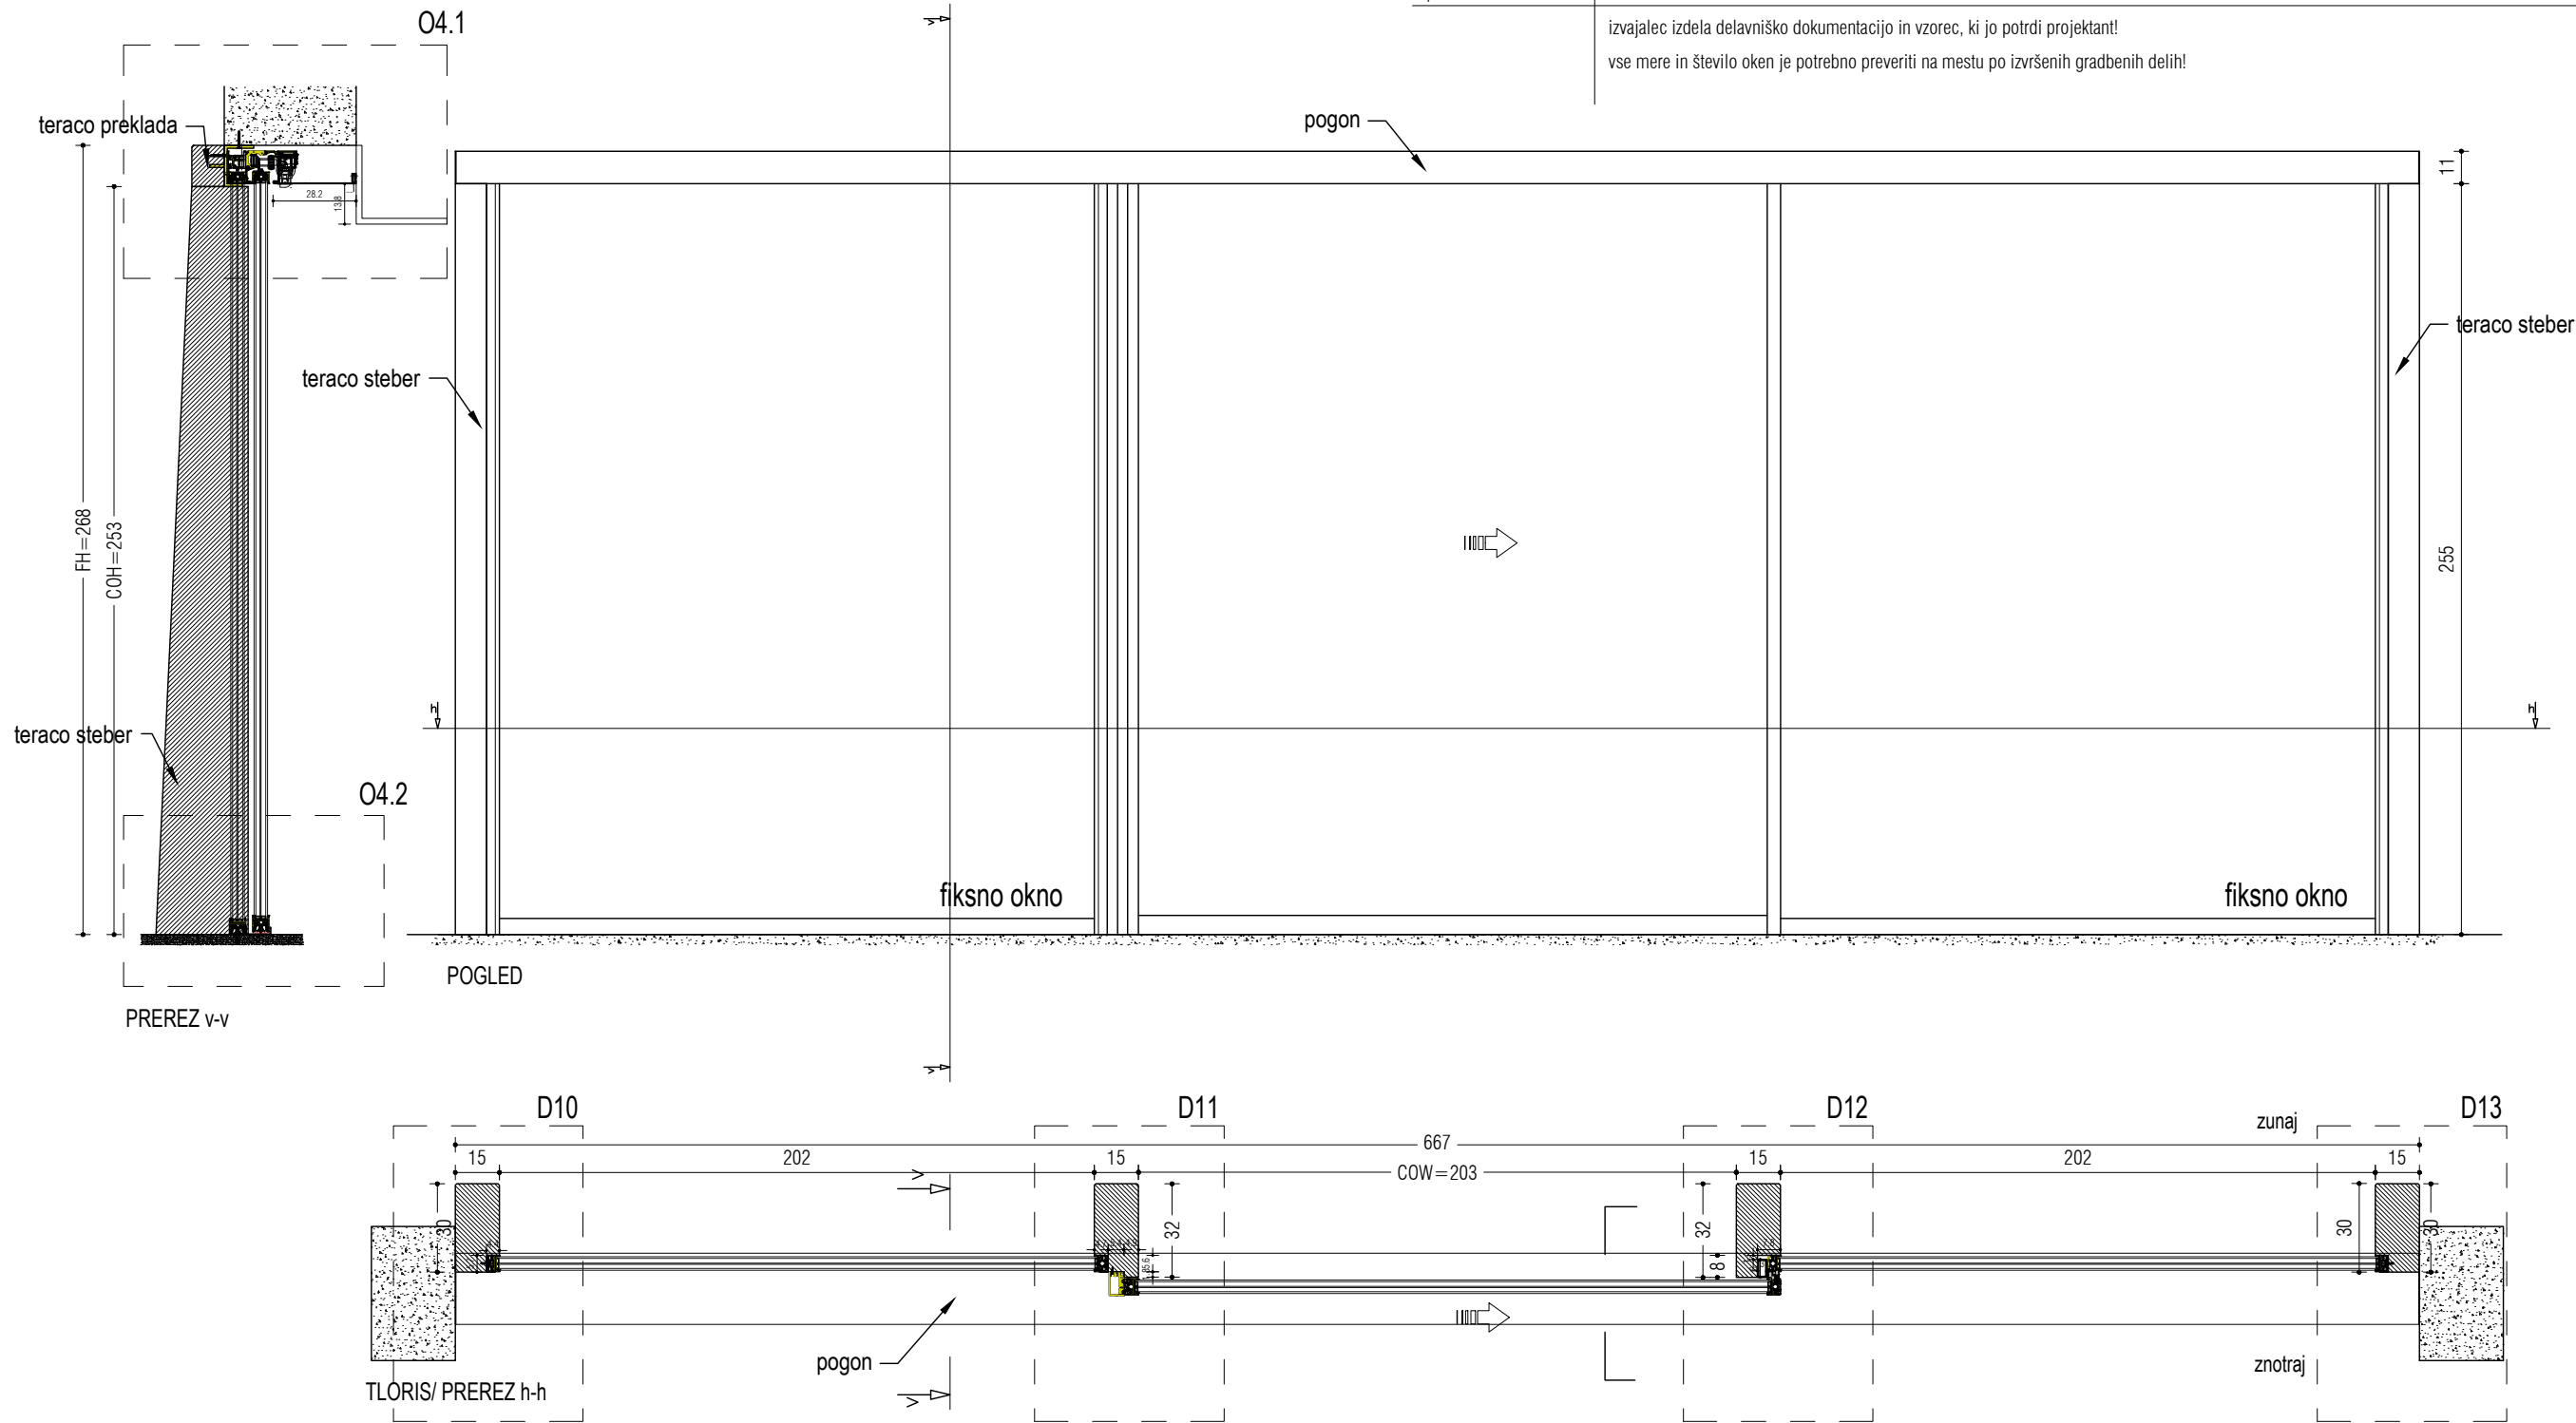 izvajalec izdela delavniško dokumentacijo in vzorec, ki jo potrdi projektant!
vse mere in število oken je potrebno preveriti na mestu po izvršenih gradbenih delih!
O4.1
teraco preklada
28.2
13.8
FH=268
COH=253
teraco steber
O4.2
PREREZ v-v
v
pogon
11
teraco steber
teraco steber
255
h
h
fiksno okno
fiksno okno
POGLED
v
D10
D11
D12
zunaj
D13
667
15
202
15
COW=203
15
202
15
v
30
32
32
8
30
30
pogon
v
znotraj
TLORIS/ PREREZ h-h